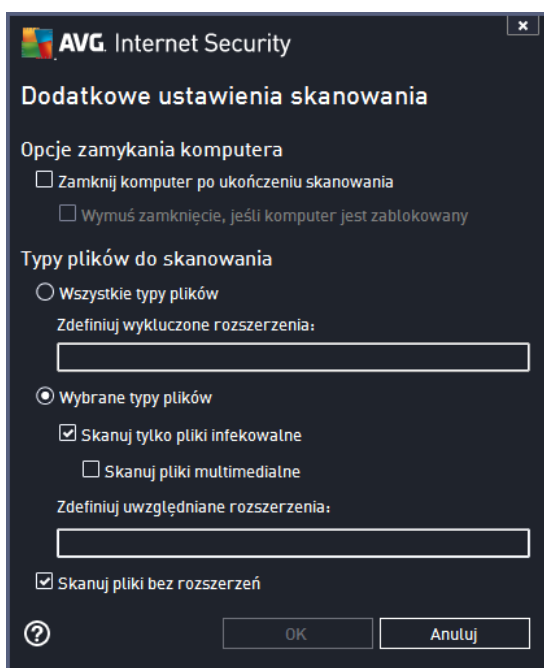 AVG. Internet Security
Dodatkowe ustawienia skanowania
Opcje zamykania komputera
Zamknij komputer po ukończeniu skanowania
Wymuś zamknięcie, jeśli komputer jest zablokowany
Typy plików do skanowania
Wszystkie typy plików
Zdefiniuj wykluczone rozszerzenia:
Wybrane typy plików
Skanuj tylko pliki infekowalne
Skanuj pliki multimedialne
Zdefiniuj uwzględniane rozszerzenia:
Skanuj pliki bez rozszerzeń
OK
Anuluj